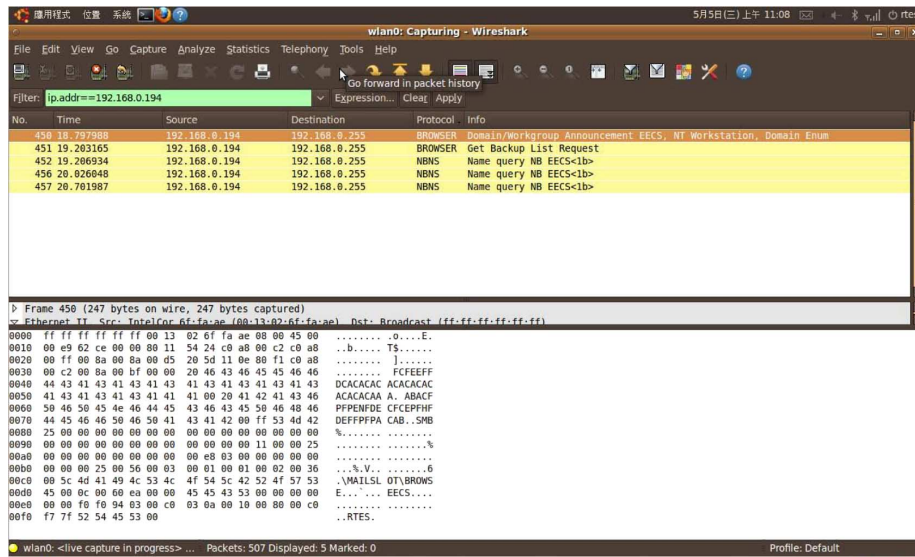 應用程式 位置 系統 5月5日(三) 上午 11:08
wlan0: Capturing - Wireshark
File Edit View Go Capture Analyze Statistics Telephony Tools Help
Go forward in packet history
Filter: ip.addr==192.168.0.194 Expression... Clear Apply
No. Time Source Destination Protocol Info
450 18.797988 192.168.0.194 192.168.0.255 BROWSER Domain/Workgroup Announcement EECS, NT Workstation, Domain Enum
451 19.203165 192.168.0.194 192.168.0.255 BROWSER Get Backup List Request
452 19.206934 192.168.0.194 192.168.0.255 NBNS Name query NB EECS<1b>
456 20.026048 192.168.0.194 192.168.0.255 NBNS Name query NB EECS<1b>
457 20.701987 192.168.0.194 192.168.0.255 NBNS Name query NB EECS<1b>
Frame 450 (247 bytes on wire, 247 bytes captured)
Ethernet II, Src: IntelCor_6f:fa:ae (00:13:02:6f:fa:ae), Dst: Broadcast (ff:ff:ff:ff:ff:ff)
0000 ff ff ff ff ff ff 00 13 02 6f fa ae 08 00 45 00 ........ .o....E.
0010 00 e9 62 ce 00 00 80 11 54 24 c0 a8 00 c2 c0 a8 ..b..... T$......
0020 00 ff 00 8a 00 8a 00 d5 20 5d 11 0e 80 f1 c0 a8 ........ ]......
0030 00 c2 00 8a 00 bf 00 00 20 46 43 46 45 45 46 46 ........ FCFEEFF
0040 44 43 41 43 41 43 41 43 41 43 41 43 41 43 41 43 DCACACAC ACACACAC
0050 41 43 41 43 41 43 41 41 41 00 20 41 42 41 43 46 ACACACAA A. ABACF
0060 50 46 50 45 4e 46 44 45 43 46 43 45 50 46 48 46 PFPENFDE CFCEPFHF
0070 44 45 46 46 50 46 50 41 43 41 42 00 ff 53 4d 42 DEFFPFPA CAB..SMB
0080 25 00 00 00 00 00 00 00 00 00 00 00 00 00 00 00 %....... ........
0090 00 00 00 00 00 00 00 00 00 00 00 00 11 00 00 25 ........ .......%
00a0 00 00 00 00 00 00 00 00 00 e8 03 00 00 00 00 00 ........ ........
00b0 00 00 00 25 00 56 00 03 00 01 00 01 00 02 00 36 ...%.V.. .......6
00c0 00 5c 4d 41 49 4c 53 4c 4f 54 5c 42 52 4f 57 53 .\MAILSL OT\BROWS
00d0 45 00 0c 00 60 ea 00 00 45 45 43 53 00 00 00 00 E...`... EECS....
00e0 00 00 f0 f0 94 03 00 c0 03 0a 00 10 00 80 00 c0 ........ ........
00f0 f7 7f 52 54 45 53 00 ..RTES.
wlan0: <live capture in progress> ... Packets: 507 Displayed: 5 Marked: 0 Profile: Default